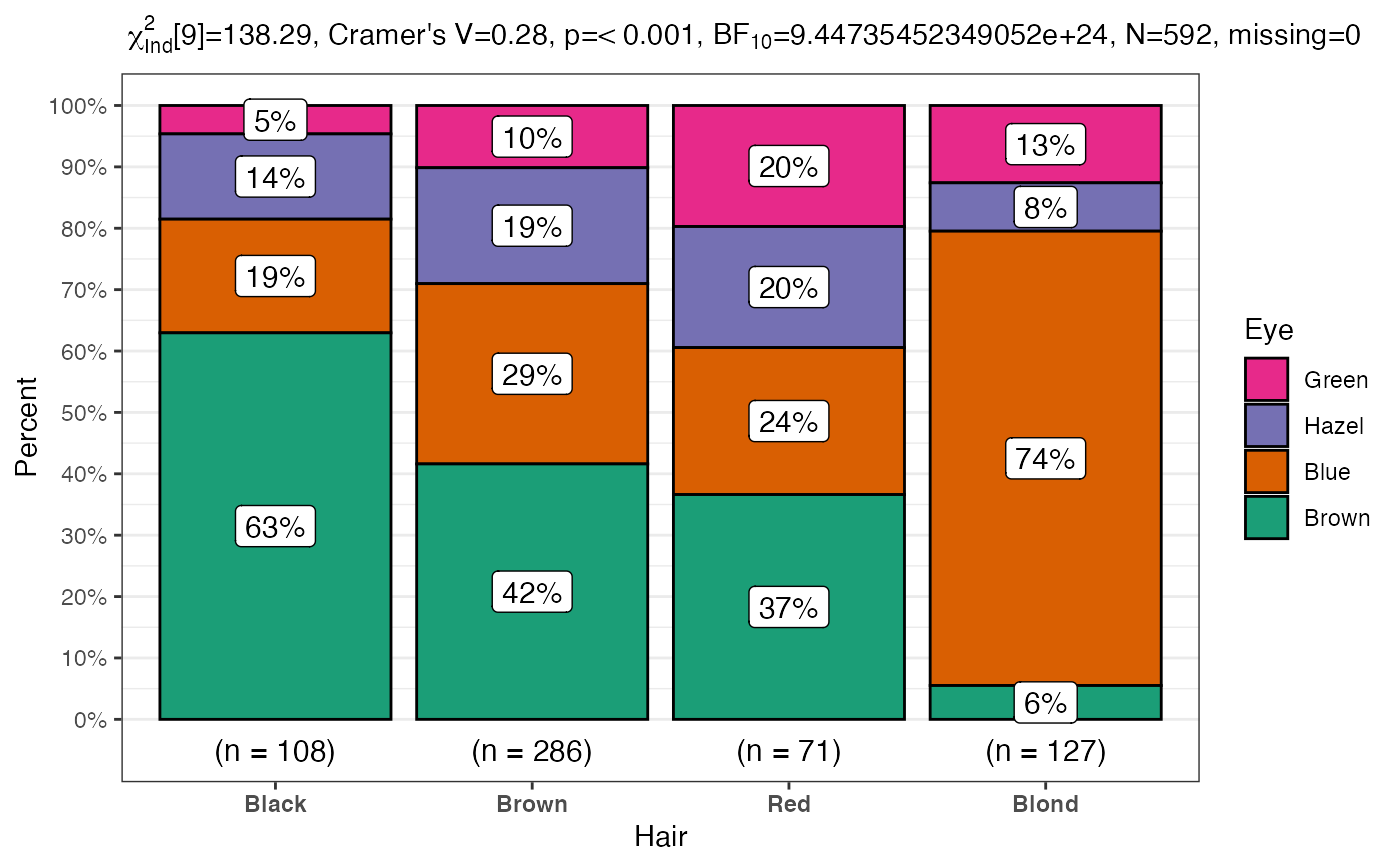 χ²Ind[9]=138.29, Cramer's V=0.28, p=< 0.001, BF₁₀=9.44735452349052e+24, N=592, missing=0
Percent
100%
90%
80%
70%
60%
50%
40%
30%
20%
10%
0%
5%
14%
19%
63%
10%
19%
29%
42%
20%
20%
24%
37%
13%
8%
74%
6%
(n = 108) (n = 286) (n = 71) (n = 127)
Black Brown Red Blond
Hair
Eye
Green
Hazel
Blue
Brown